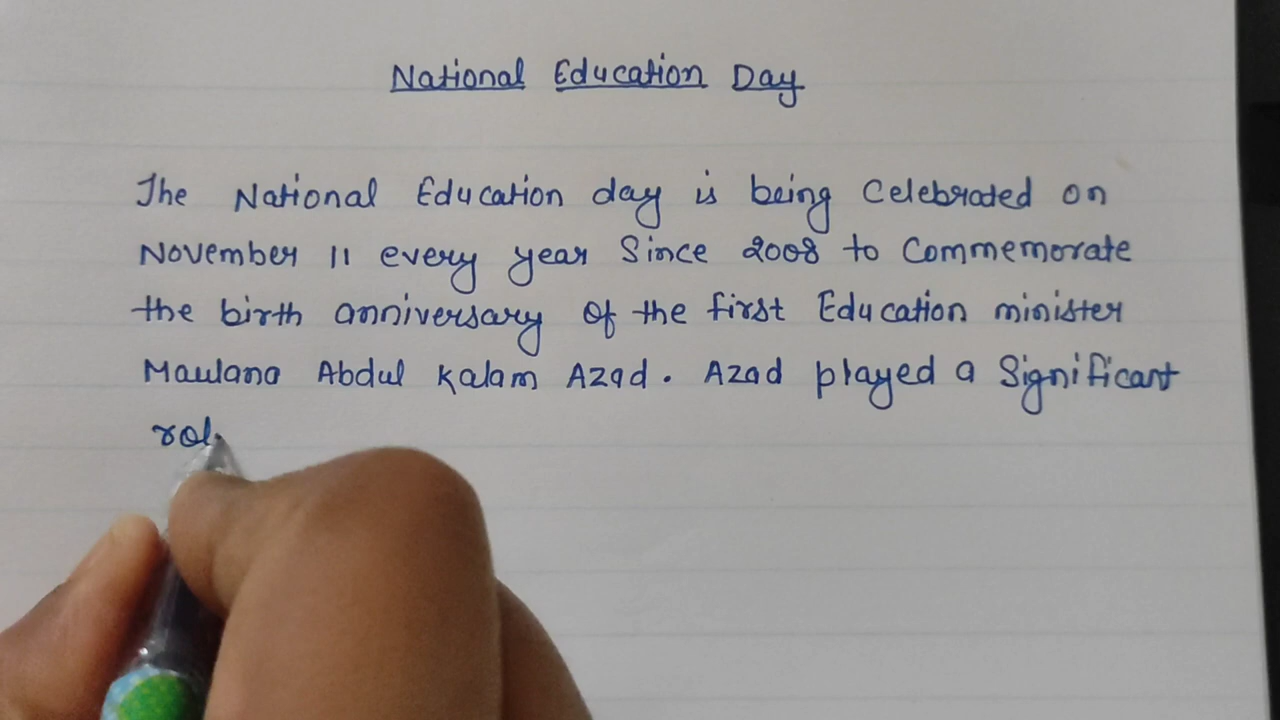 National Education Day
The National Education day is being Celebrated on
November 11 every year Since 2008 to Commemorate
the birth anniversary of the first Education minister
Maulana Abdul Kalam Azad. Azad played a Significant
rol